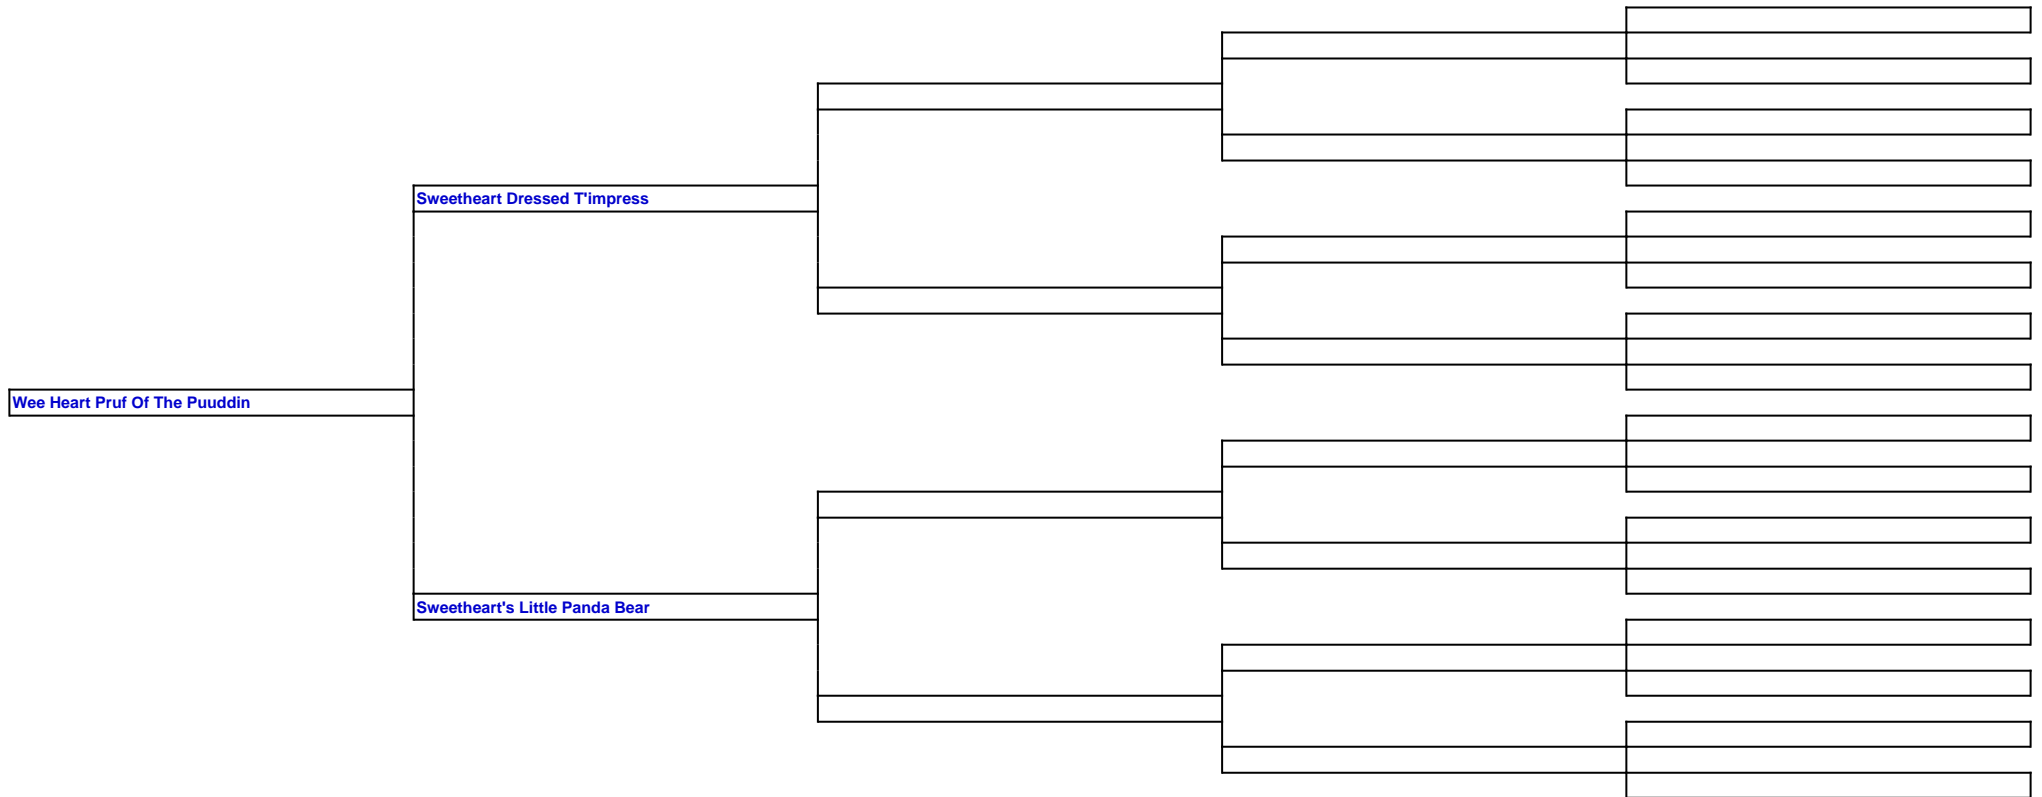 Sweetheart Dressed T'impress
Wee Heart Pruf Of The Puuddin
Sweetheart's Little Panda Bear